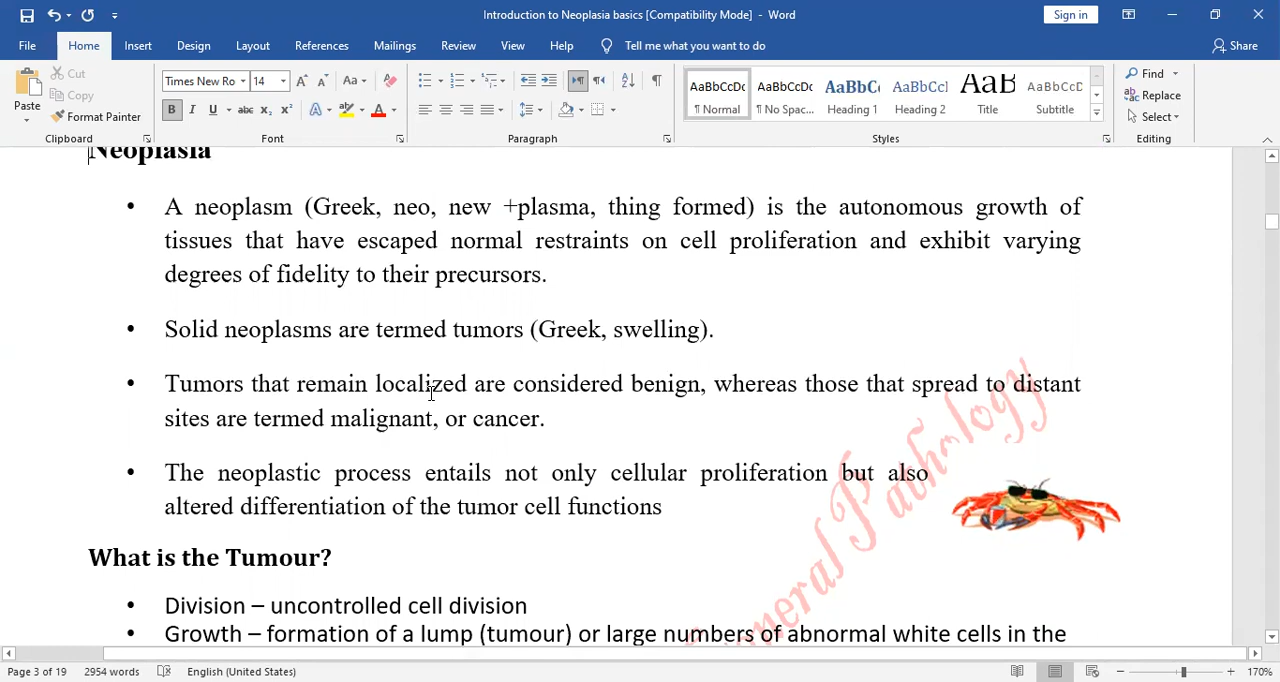 Introduction to Neoplasia basics [Compatibility Mode] - Word
Sign in
File Home Insert Design Layout References Mailings Review View Help Tell me what you want to do Share
Paste
Cut
Copy
Format Painter
Times New Ro 14
Aa
B I U abc x₂ x²
A A
AaBbCcDc AaBbCcDc AaBbC AaBbCc AaB AaBbCcD
¶ Normal ¶ No Spac... Heading 1 Heading 2 Title Subtitle
Find
Replace
Select
Clipboard Font Paragraph Styles Editing
Neoplasia
• A neoplasm (Greek, neo, new +plasma, thing formed) is the autonomous growth of
tissues that have escaped normal restraints on cell proliferation and exhibit varying
degrees of fidelity to their precursors.
• Solid neoplasms are termed tumors (Greek, swelling).
• Tumors that remain localized are considered benign, whereas those that spread to distant
sites are termed malignant, or cancer.
• The neoplastic process entails not only cellular proliferation but also
altered differentiation of the tumor cell functions
What is the Tumour?
• Division – uncontrolled cell division
• Growth – formation of a lump (tumour) or large numbers of abnormal white cells in the
Pathology
Page 3 of 19 2954 words English (United States) 170%